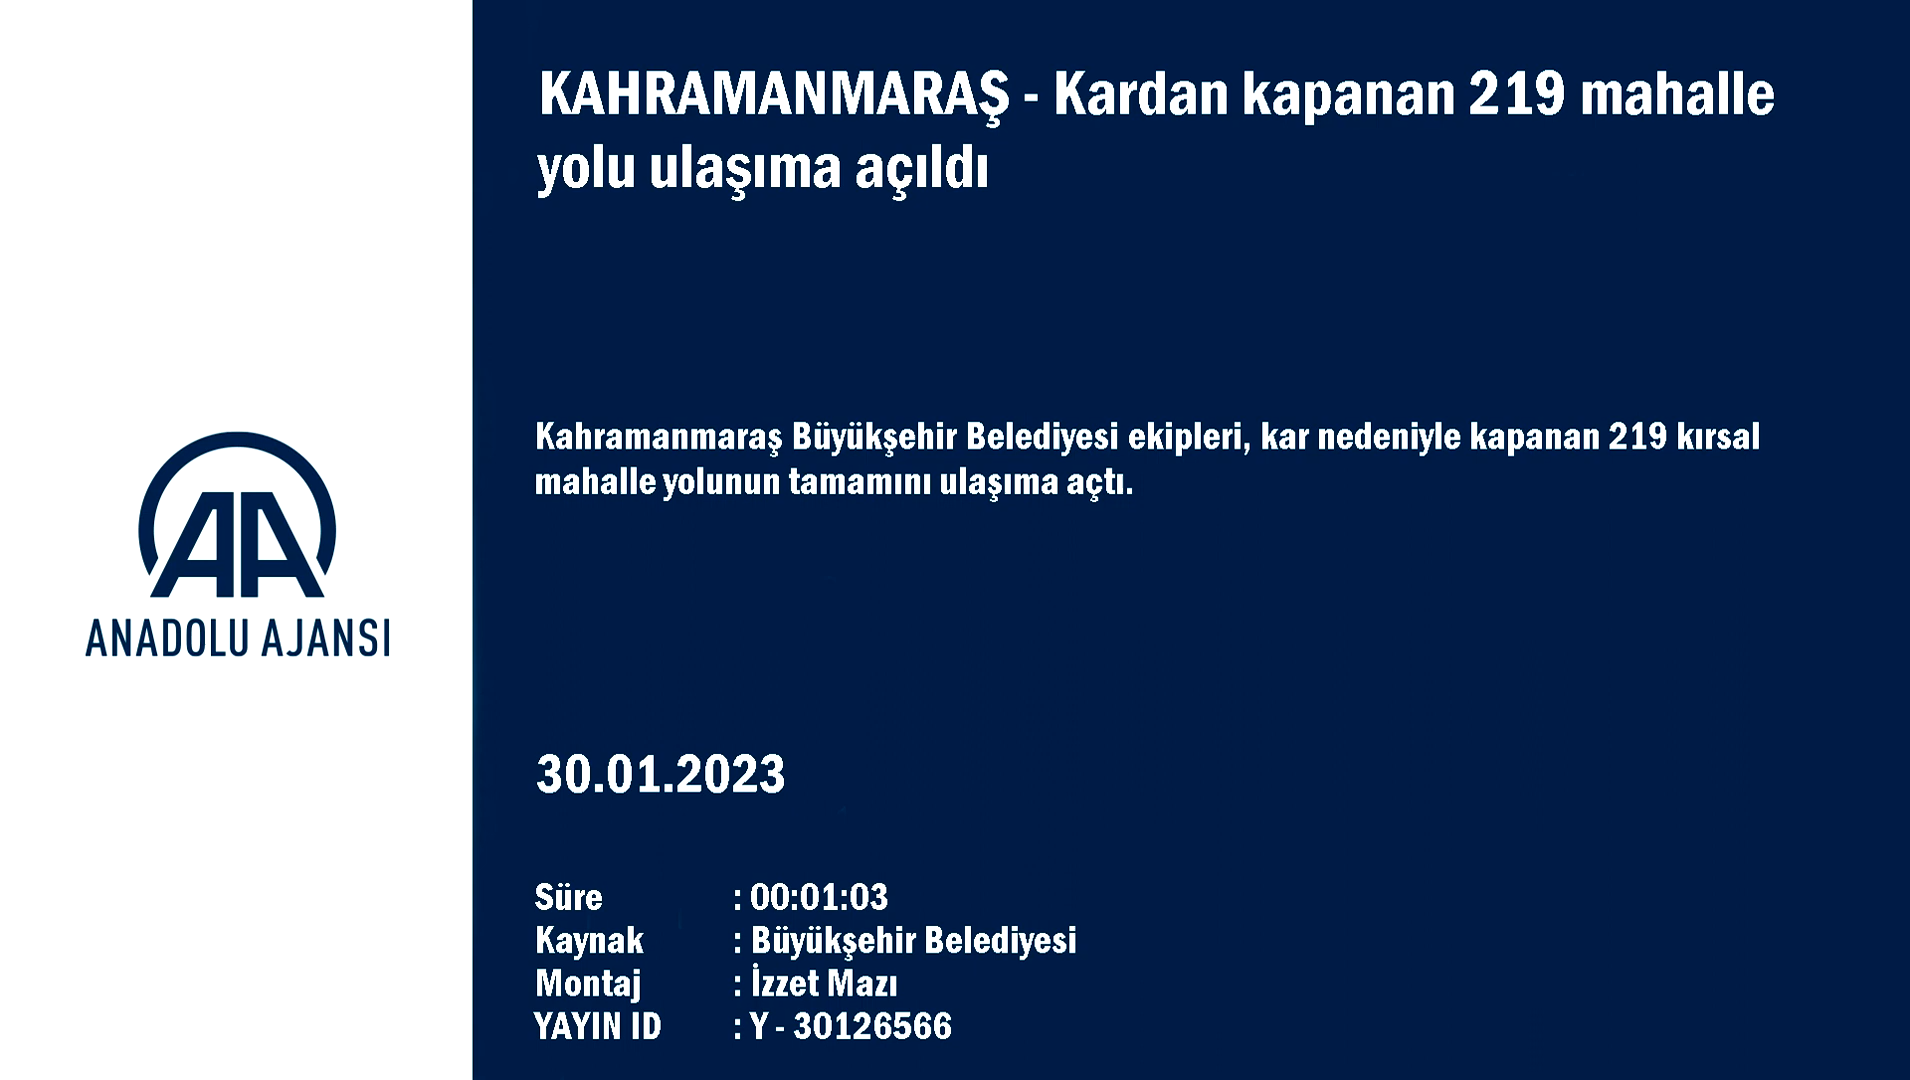 KAHRAMANMARAŞ - Kardan kapanan 219 mahalle
yolu ulaşıma açıldı
Kahramanmaraş Büyükşehir Belediyesi ekipleri, kar nedeniyle kapanan 219 kırsal
mahalle yolunun tamamını ulaşıma açtı.
AA
ANADOLU AJANSI
30.01.2023
Süre : 00:01:03
Kaynak : Büyükşehir Belediyesi
Montaj : İzzet Mazı
YAYIN ID : Y - 30126566